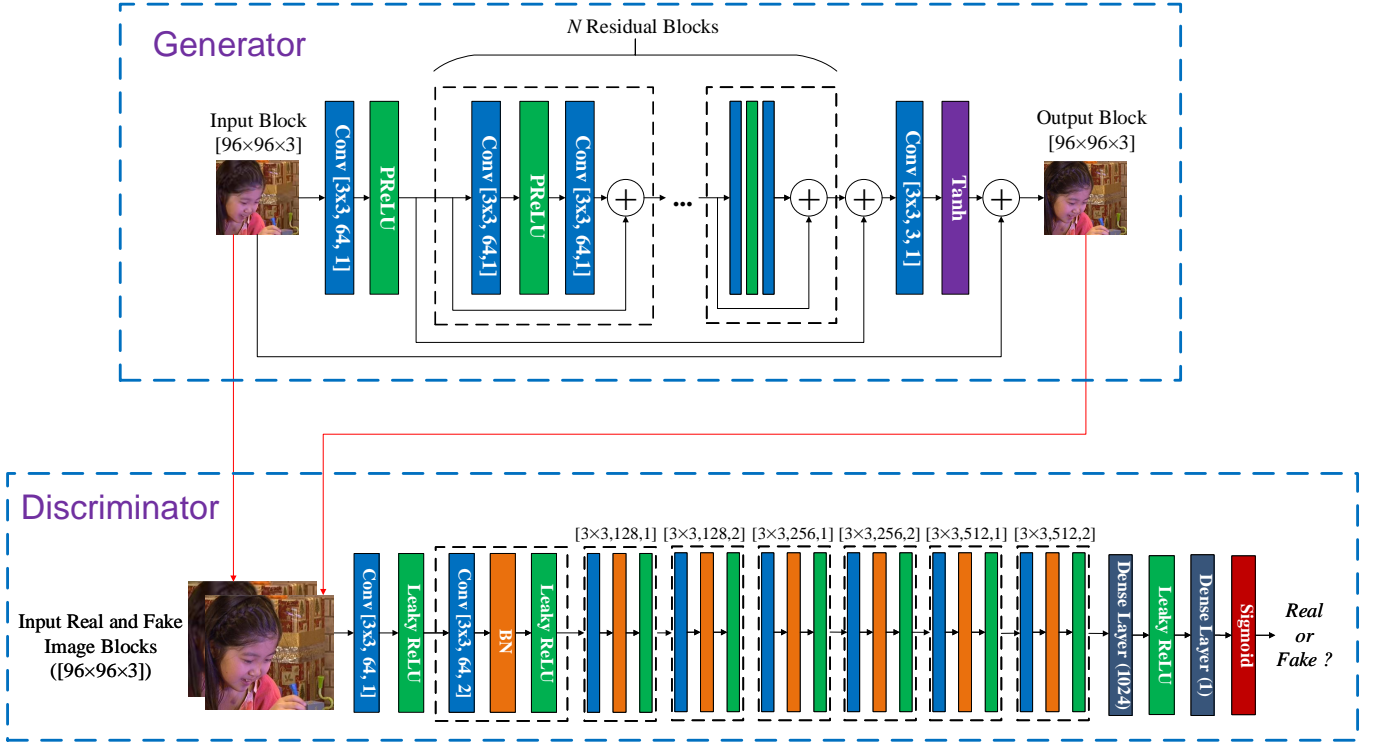 Generator
N Residual Blocks
Input Block
[96×96×3]
Conv [3x3, 64, 1]
PReLU
Conv [3x3, 64,1]
PReLU
Conv [3x3, 64,1]
...
Conv [3x3, 3, 1]
Tanh
Output Block
[96×96×3]
Discriminator
Input Real and Fake
Image Blocks
([96×96×3])
Conv [3x3, 64, 1]
Leaky ReLU
Conv [3x3, 64, 2]
BN
Leaky ReLU
[3×3,128,1]
[3×3,128,2]
[3×3,256,1]
[3×3,256,2]
[3×3,512,1]
[3×3,512,2]
Dense Layer (1024)
Leaky ReLU
Dense Layer (1)
Sigmoid
Real
or
Fake ?